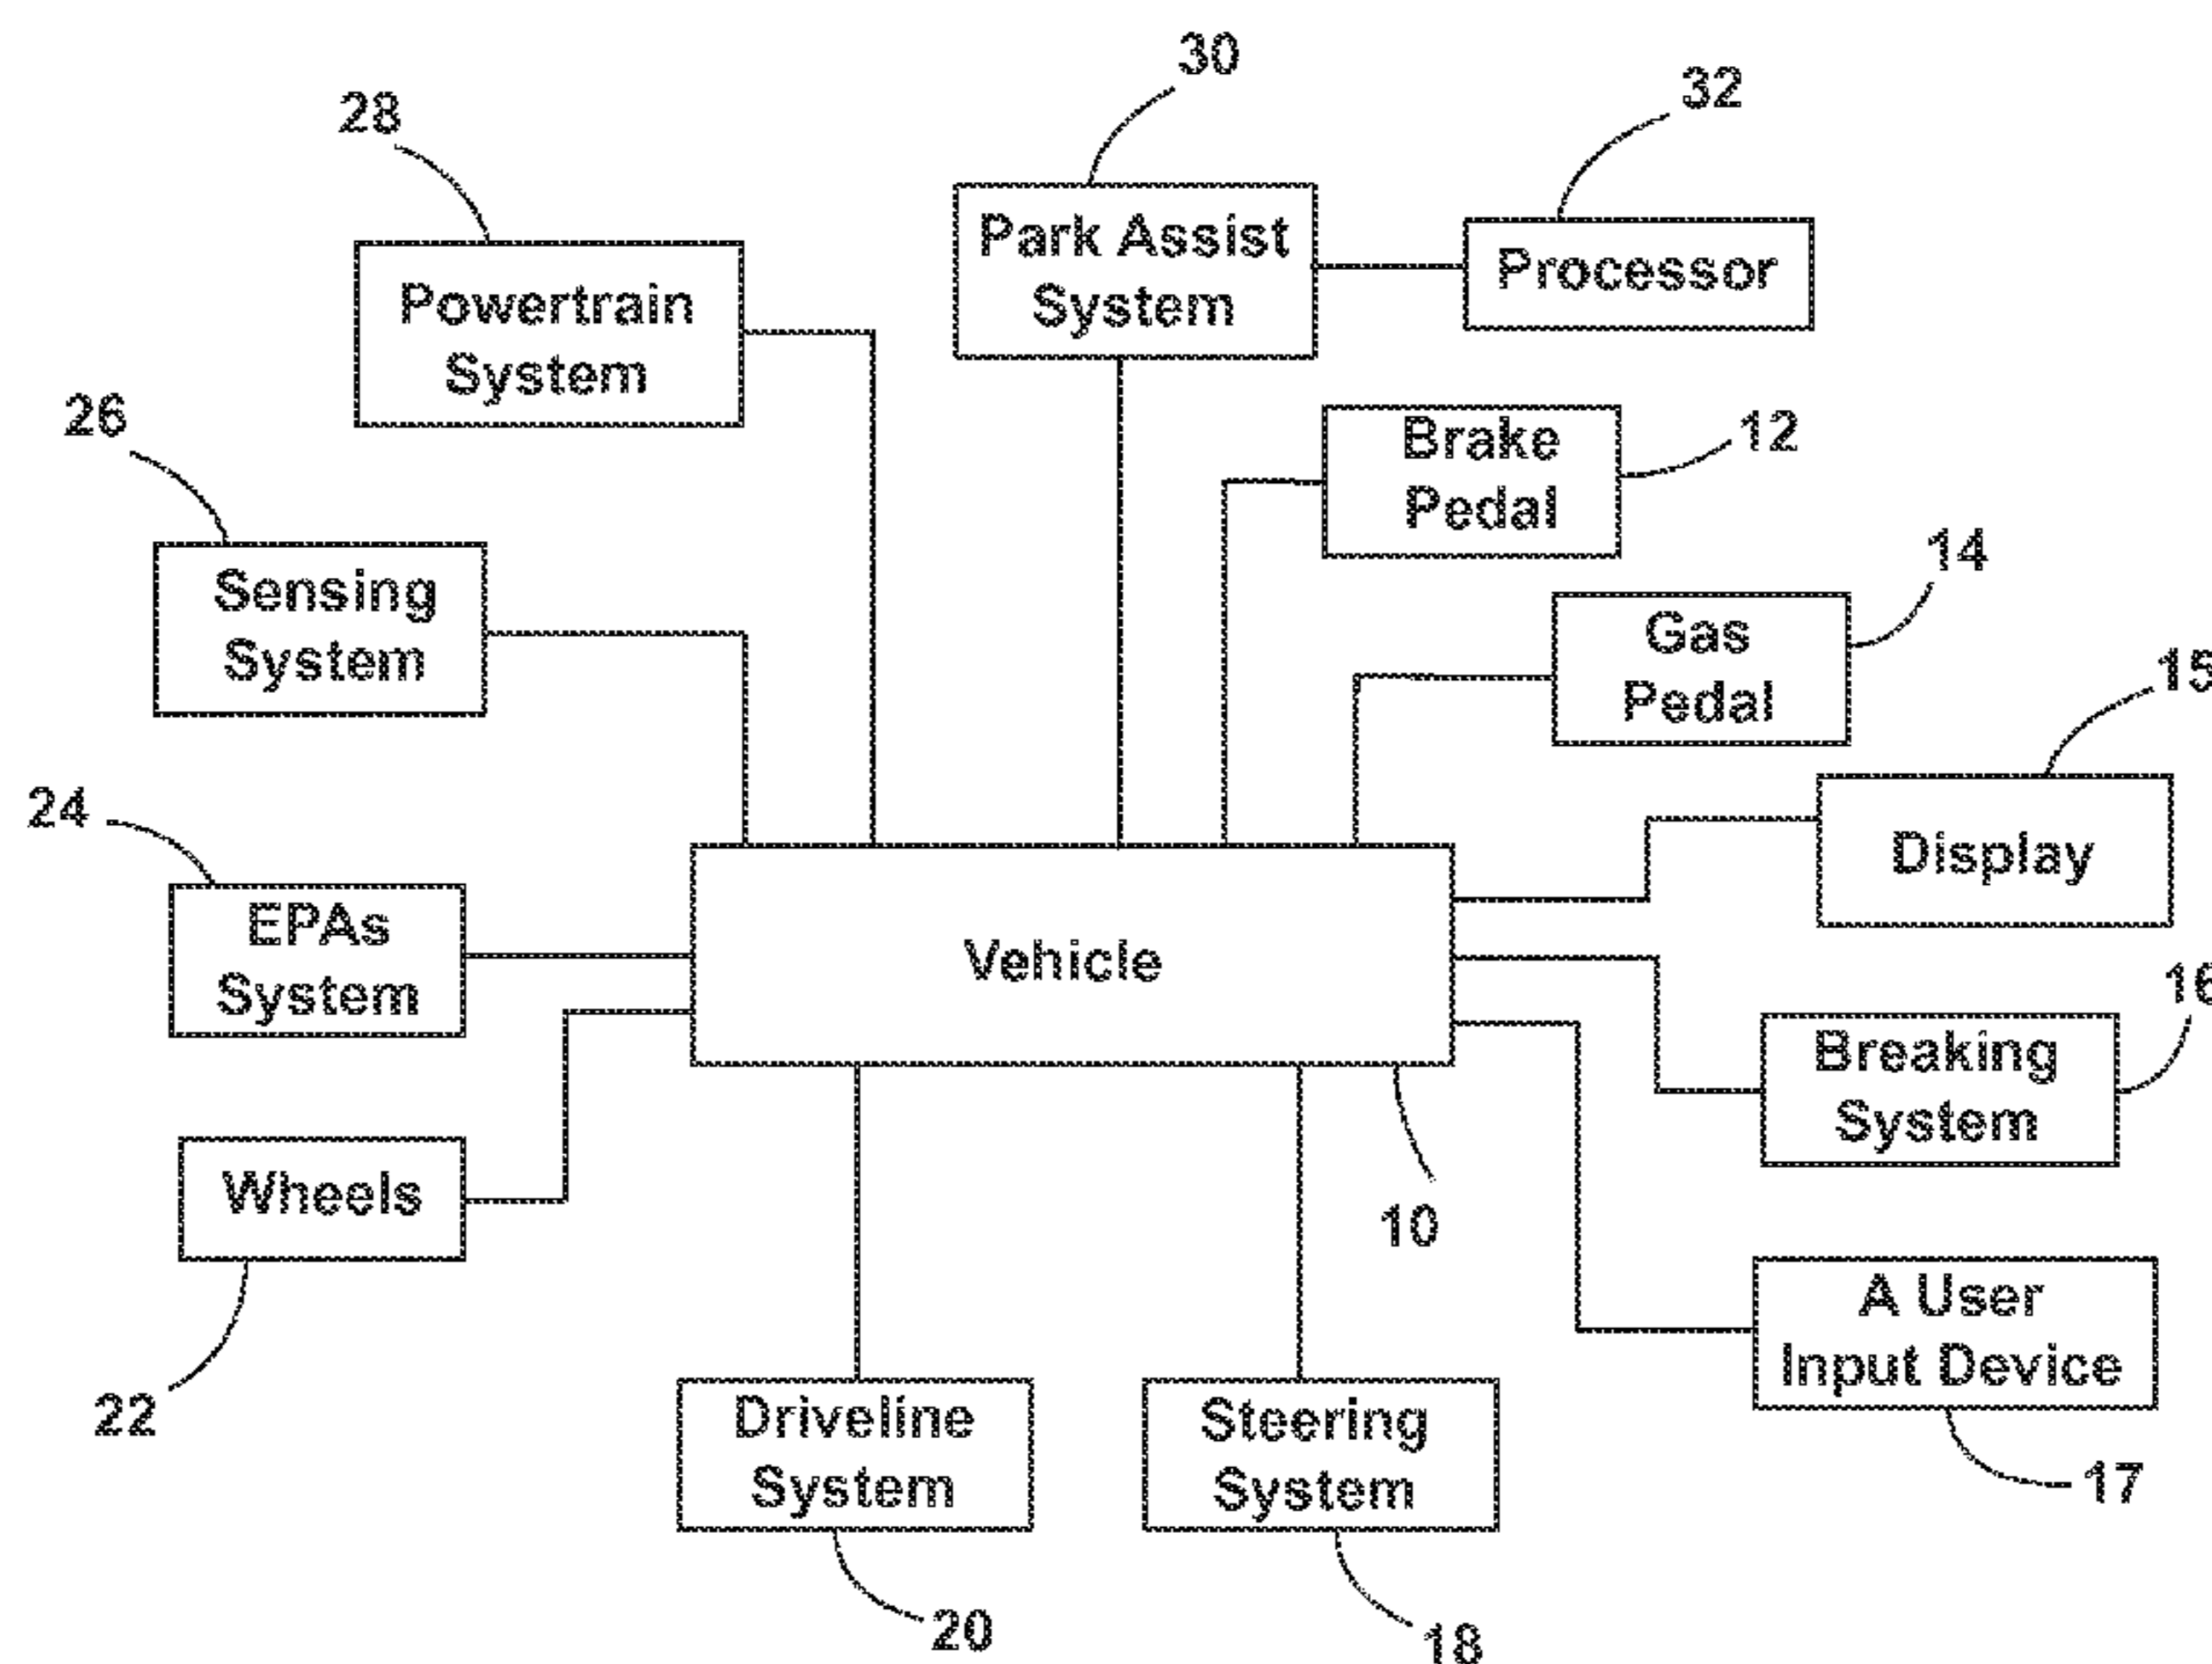 30
32
28
Park Assist
System
Processor
Powertrain
System
26
Brake
Pedal
12
14
Sensing
System
Gas
Pedal
15
24
Display
EPAs
System
Vehicle
16
Breaking
System
Wheels
10
A User
Input Device
22
Driveline
System
Steering
System
17
20
18